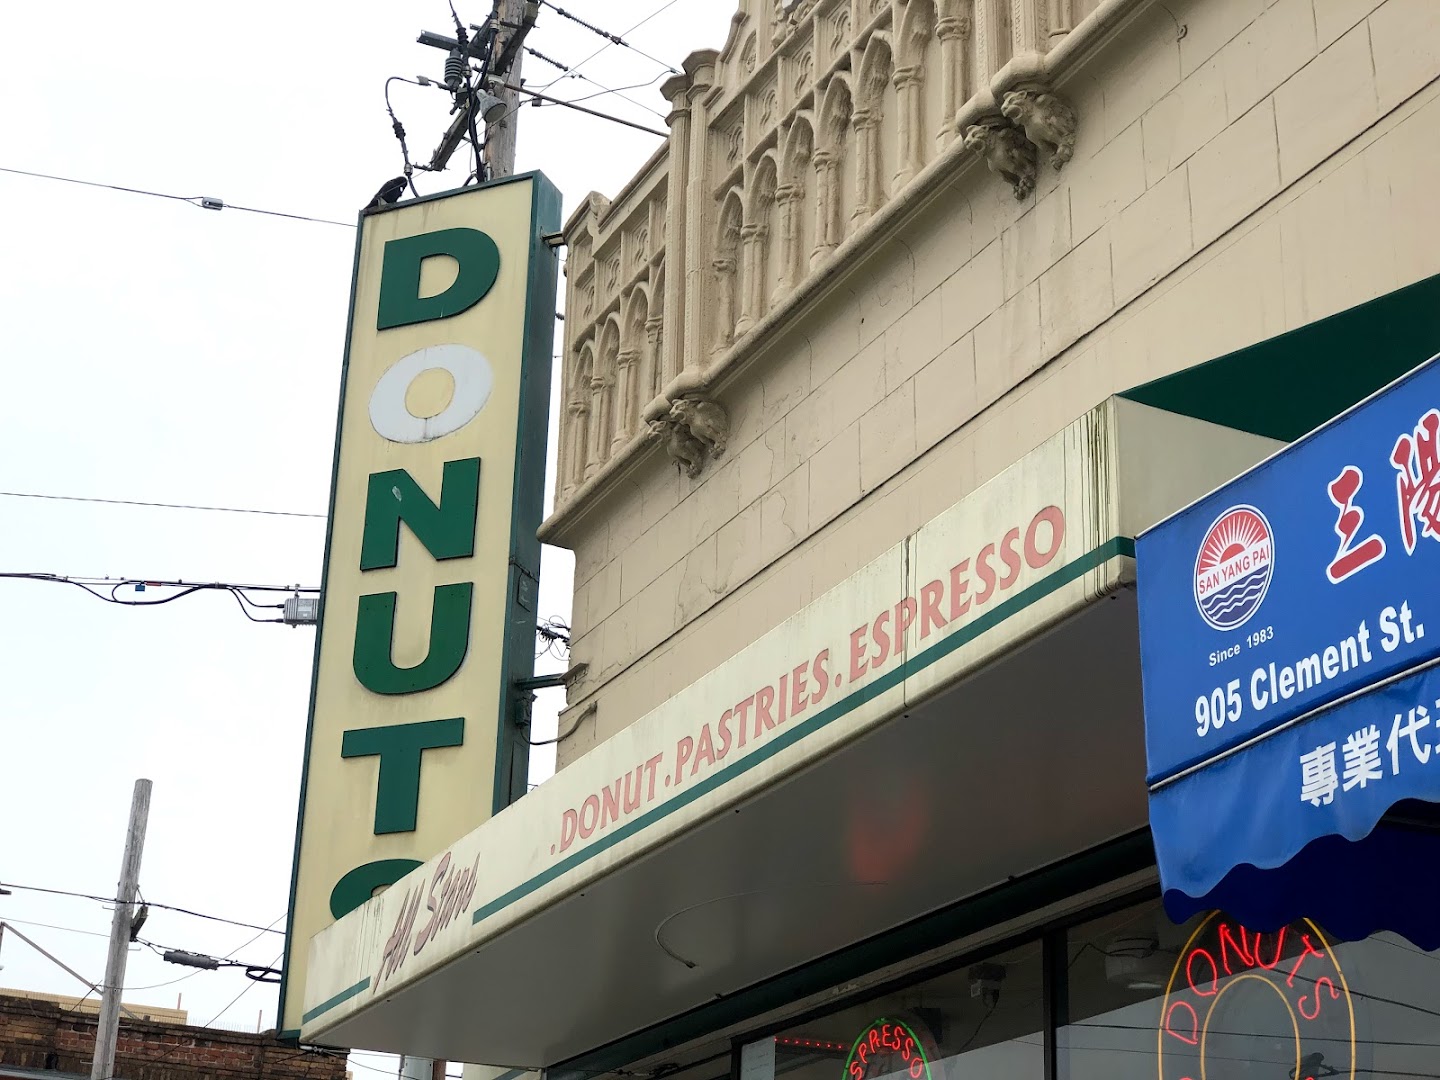 DONUTS
All Stars
.DONUT.PASTRIES.ESPRESSO
三陽
SAN YANG PAI
Since 1983
905 Clement St.
專業代
DONUTS
ESPRESSO